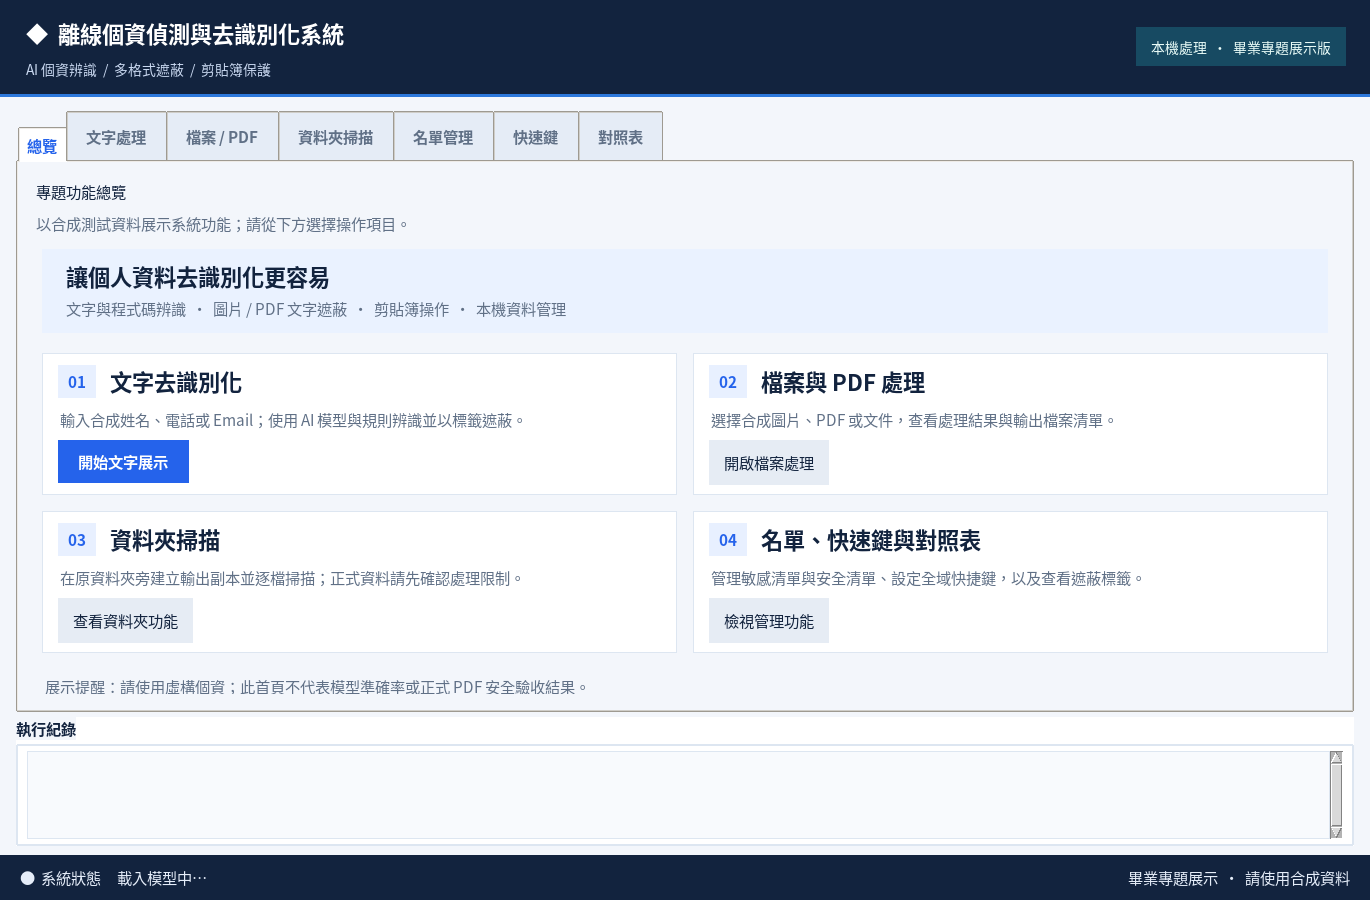 ◆ 離線個資偵測與去識別化系統
AI 個資辨識 / 多格式遮蔽 / 剪貼簿保護
本機處理 ・ 畢業專題展示版
總覽
文字處理
檔案 / PDF
資料夾掃描
名單管理
快速鍵
對照表
專題功能總覽
以合成測試資料展示系統功能；請從下方選擇操作項目。
讓個人資料去識別化更容易
文字與程式碼辨識 ・ 圖片 / PDF 文字遮蔽 ・ 剪貼簿操作 ・ 本機資料管理
01 文字去識別化
輸入合成姓名、電話或 Email；使用 AI 模型與規則辨識並以標籤遮蔽。
開始文字展示
02 檔案與 PDF 處理
選擇合成圖片、PDF 或文件，查看處理結果與輸出檔案清單。
開啟檔案處理
03 資料夾掃描
在原資料夾旁建立輸出副本並逐檔掃描；正式資料請先確認處理限制。
查看資料夾功能
04 名單、快速鍵與對照表
管理敏感清單與安全清單、設定全域快捷鍵，以及查看遮蔽標籤。
檢視管理功能
展示提醒：請使用虛構個資；此首頁不代表模型準確率或正式 PDF 安全驗收結果。
執行紀錄
● 系統狀態 載入模型中…
畢業專題展示 ・ 請使用合成資料